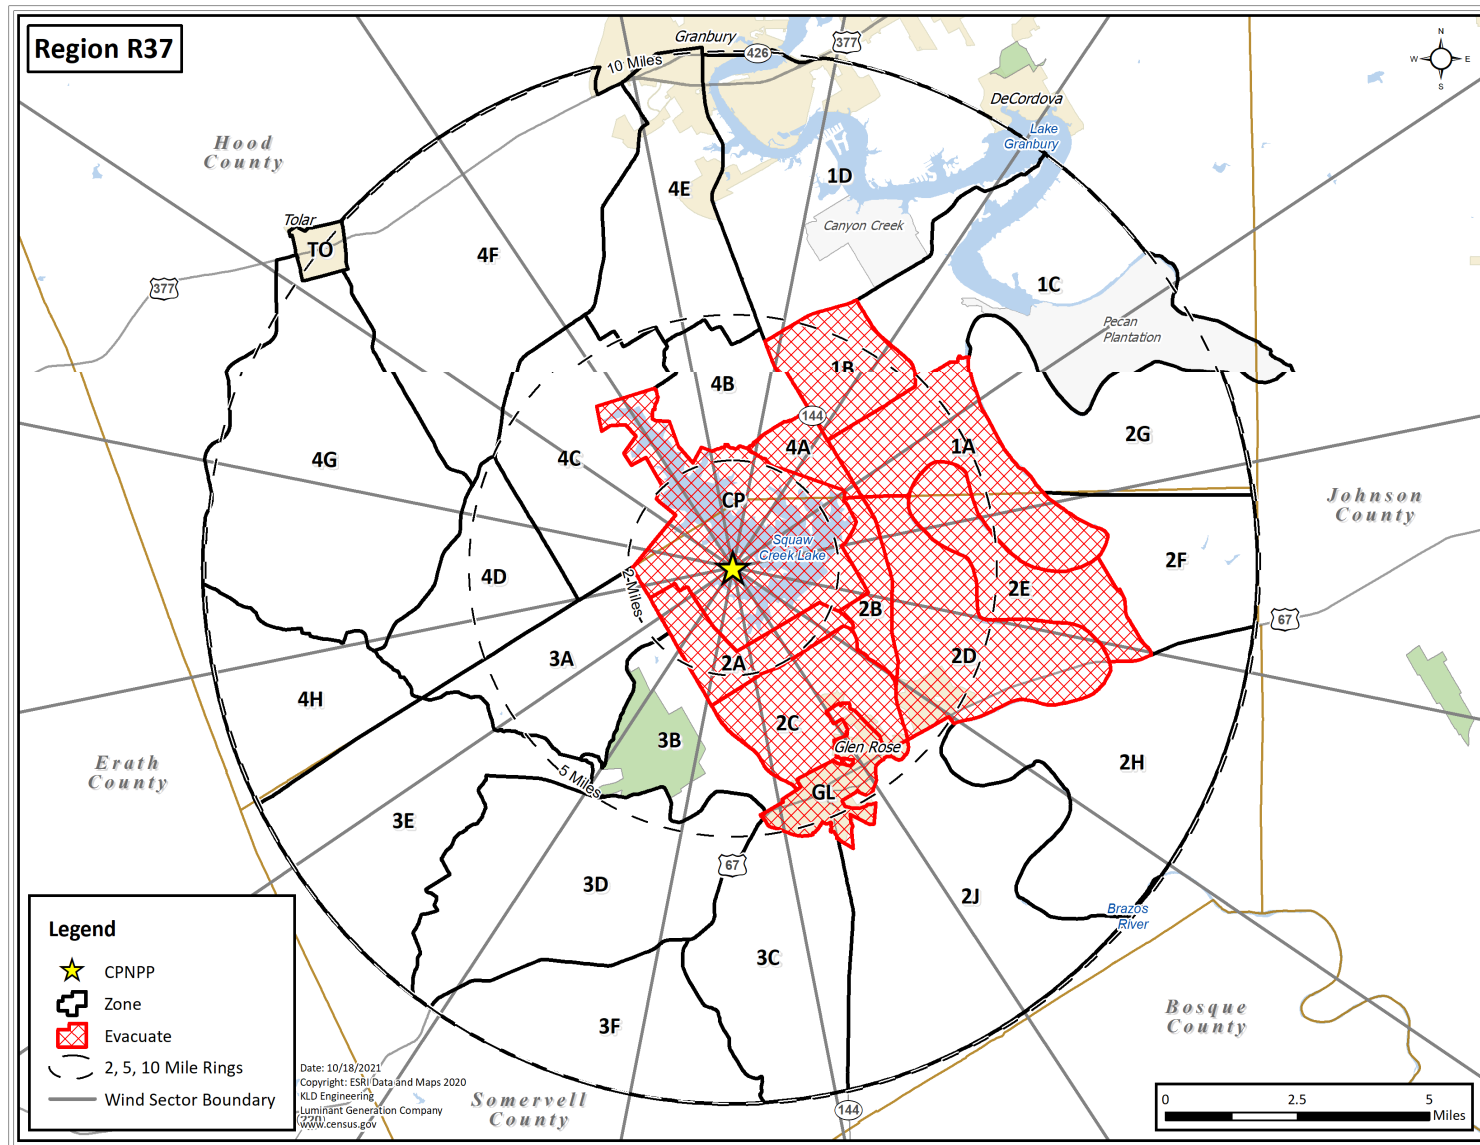 Region R37
Granbury
426
377
10 Miles
N
W
E
S
DeCordova
Lake
Granbury
Hood
County
4E
1D
Tolar
TO
4F
Canyon Creek
377
1C
Pecan
Plantation
1B
4B
144
2G
4G
4C
4A
1A
CP
Johnson
County
Squaw
Creek Lake
2F
4D
2 Miles
2E
2B
67
3A
2A
2D
4H
2C
3B
Glen Rose
2H
Erath
County
5 Miles
GL
3E
67
3D
2J
Brazos
River
3C
Bosque
County
3F
Somervell
County
144
Legend
CPNPP
Zone
Evacuate
2, 5, 10 Mile Rings
Wind Sector Boundary
Date: 10/18/2021
Copyright: ESRI Data and Maps 2020
KLD Engineering
Luminant Generation Company
www.census.gov
220
0
2.5
5
Miles